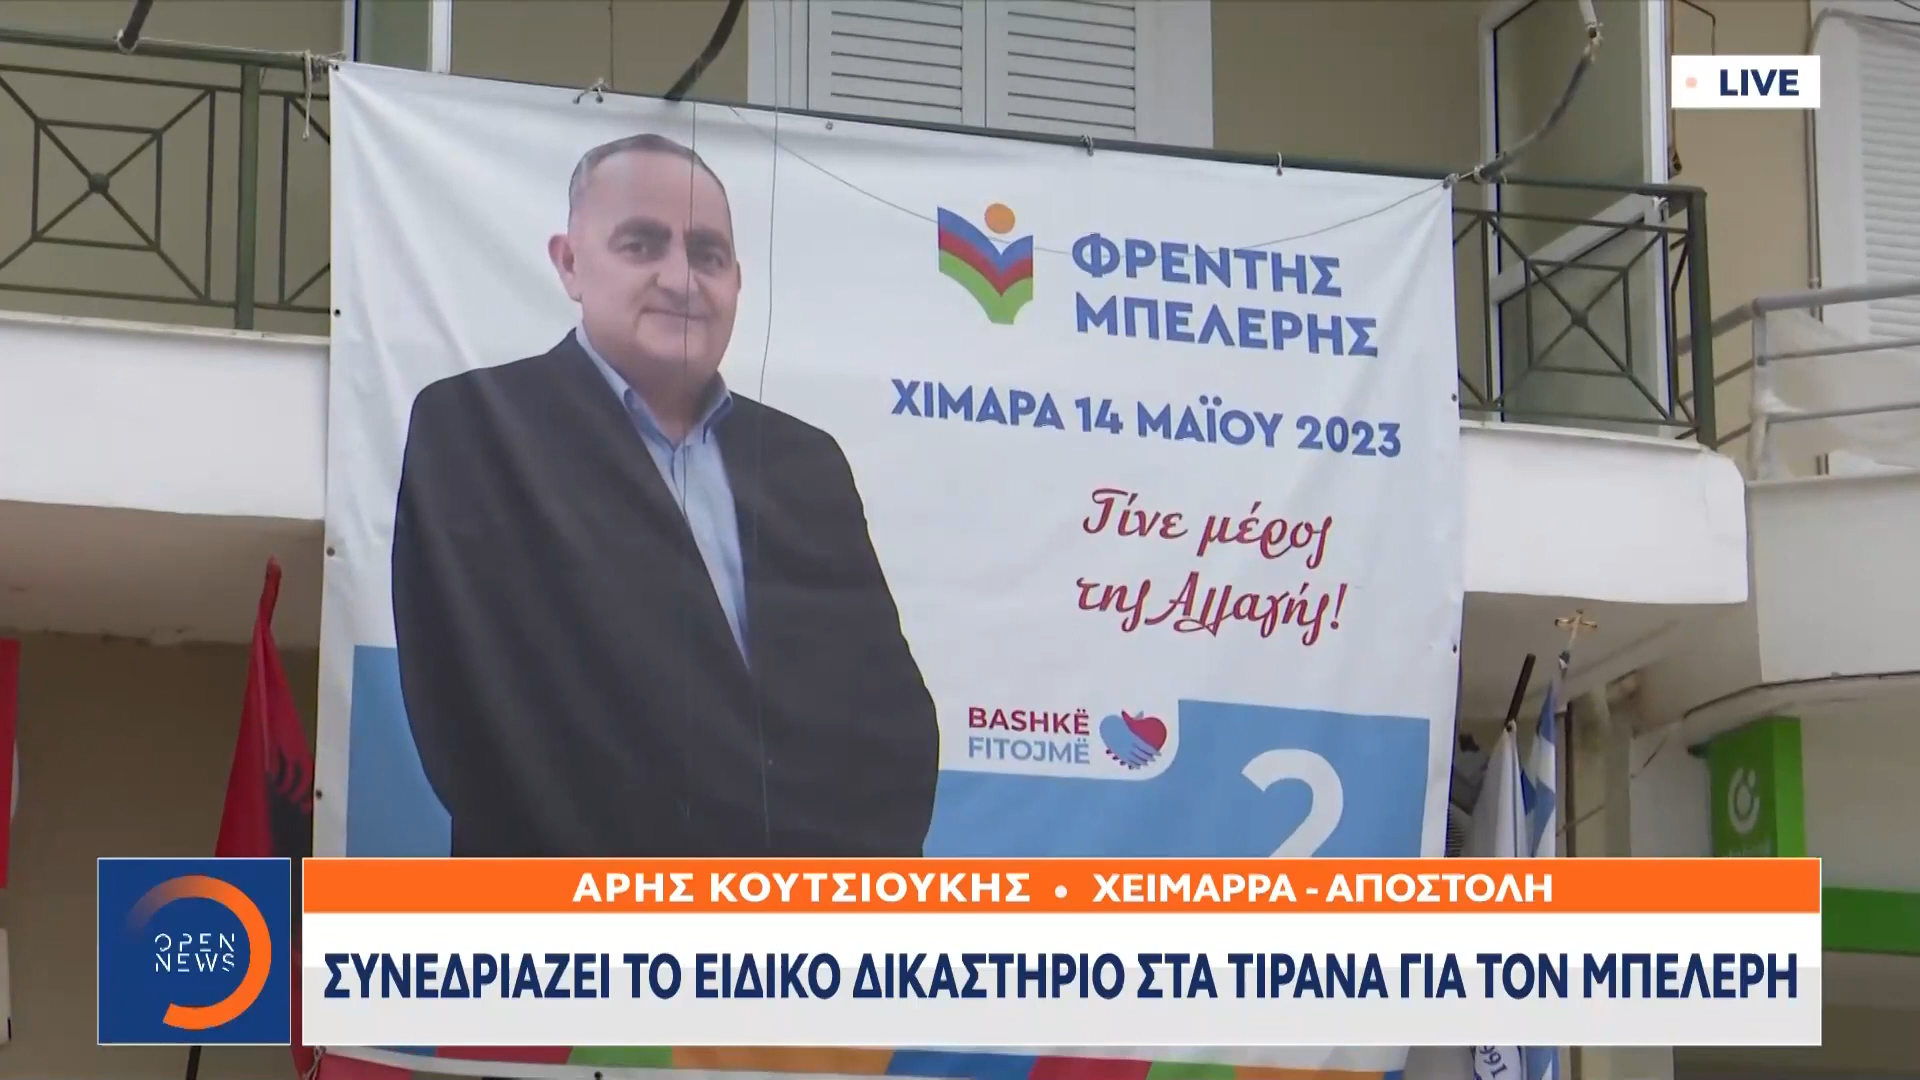 LIVE
ΦΡΕΝΤΗΣ
ΜΠΕΛΕΡΗΣ
ΧΙΜΑΡΑ 14 ΜΑΪΟΥ 2023
Γίνε μέρος
της Αλλαγής!
BASHKË
FITOJMË
2
ΑΡΗΣ ΚΟΥΤΣΙΟΥΚΗΣ • ΧΕΙΜΑΡΡΑ - ΑΠΟΣΤΟΛΗ
OPEN
NEWS
ΣΥΝΕΔΡΙΑΖΕΙ ΤΟ ΕΙΔΙΚΟ ΔΙΚΑΣΤΗΡΙΟ ΣΤΑ ΤΙΡΑΝΑ ΓΙΑ ΤΟΝ ΜΠΕΛΕΡΗ
1991